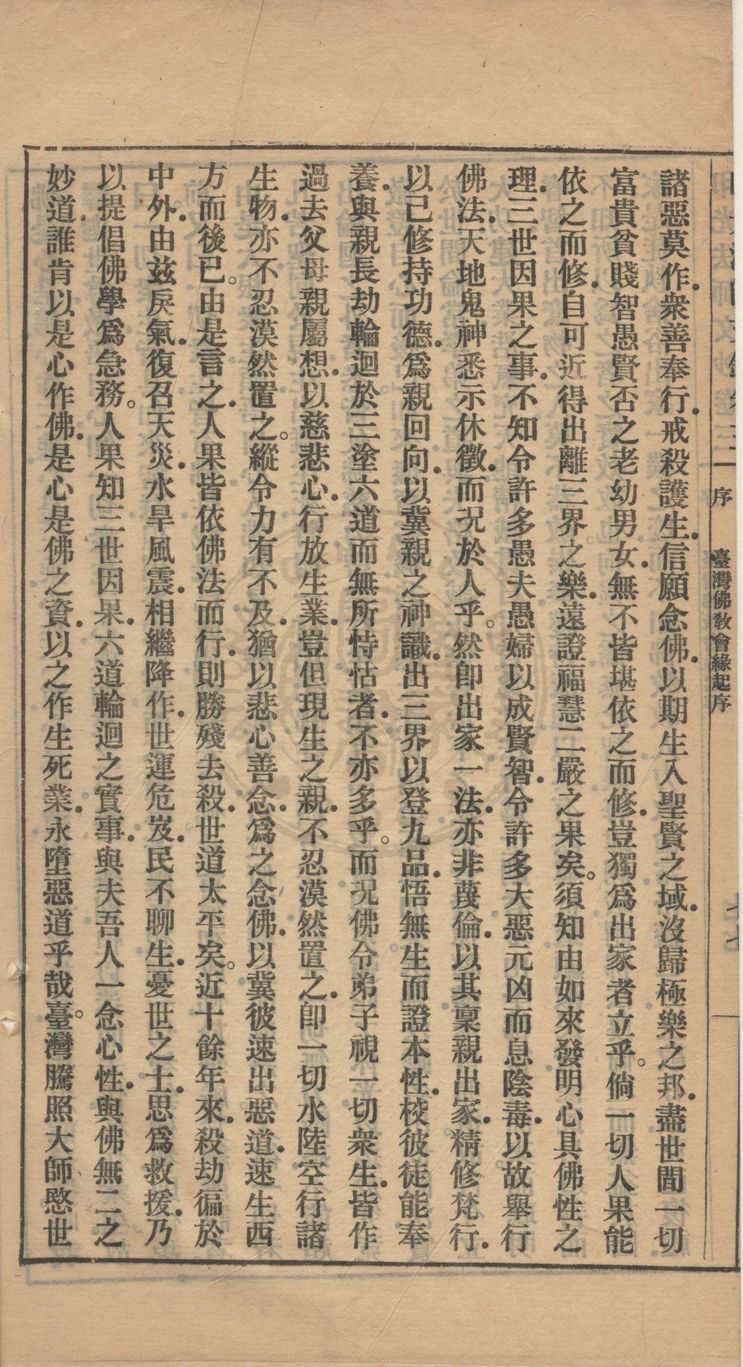 序　臺灣佛敎會緣起序
諸惡莫作.衆善奉行.戒殺護生.信願念佛.以期生入聖賢之域.沒歸極樂之邦.盡世間一切
富貴貧賤智愚賢否之老幼男女.無不皆堪依之而修.豈獨爲出家者立乎。倘一切人果能
依之而修.自可近得出離三界之樂.遠證福慧二嚴之果矣。須知由如來發明心具佛性之
理.三世因果之事.不知令許多愚夫愚婦以成賢智.令許多大惡元凶而息陰毒.以故舉行
佛法.天地鬼神悉示休徵.而况於人乎。然卽出家一法.亦非蔑倫.以其稟親出家.精修梵行.
以已修持功德.爲親回向.以冀親之神識.出三界以登九品.悟無生而證本性.校彼徒能奉
養.與親長劫輪迴於三塗六道而無所恃怙者.不亦多乎。而况佛令弟子視一切衆生.皆作
過去父母親屬想.以慈悲心.行放生業.豈但現生之親.不忍漠然置之.卽一切水陸空行諸
生物.亦不忍漠然置之。縱令力有不及.猶以悲心善念.爲之念佛.以冀彼速出惡道.速生西
方而後已。由是言之.人果皆依佛法而行.則勝殘去殺.世道太平矣。近十餘年來.殺劫徧於
中外.由兹戾氣.復召天災.水旱風震.相繼降作.世運危岌.民不聊生.憂世之士.思爲救援.乃
以提倡佛學爲急務。人果知三世因果.六道輪迴之實事.與夫吾人一念心性.與佛無二之
妙道.誰肯以是心作佛.是心是佛之資.以之作生死業.永墮惡道乎哉。臺灣騰照大師愍世